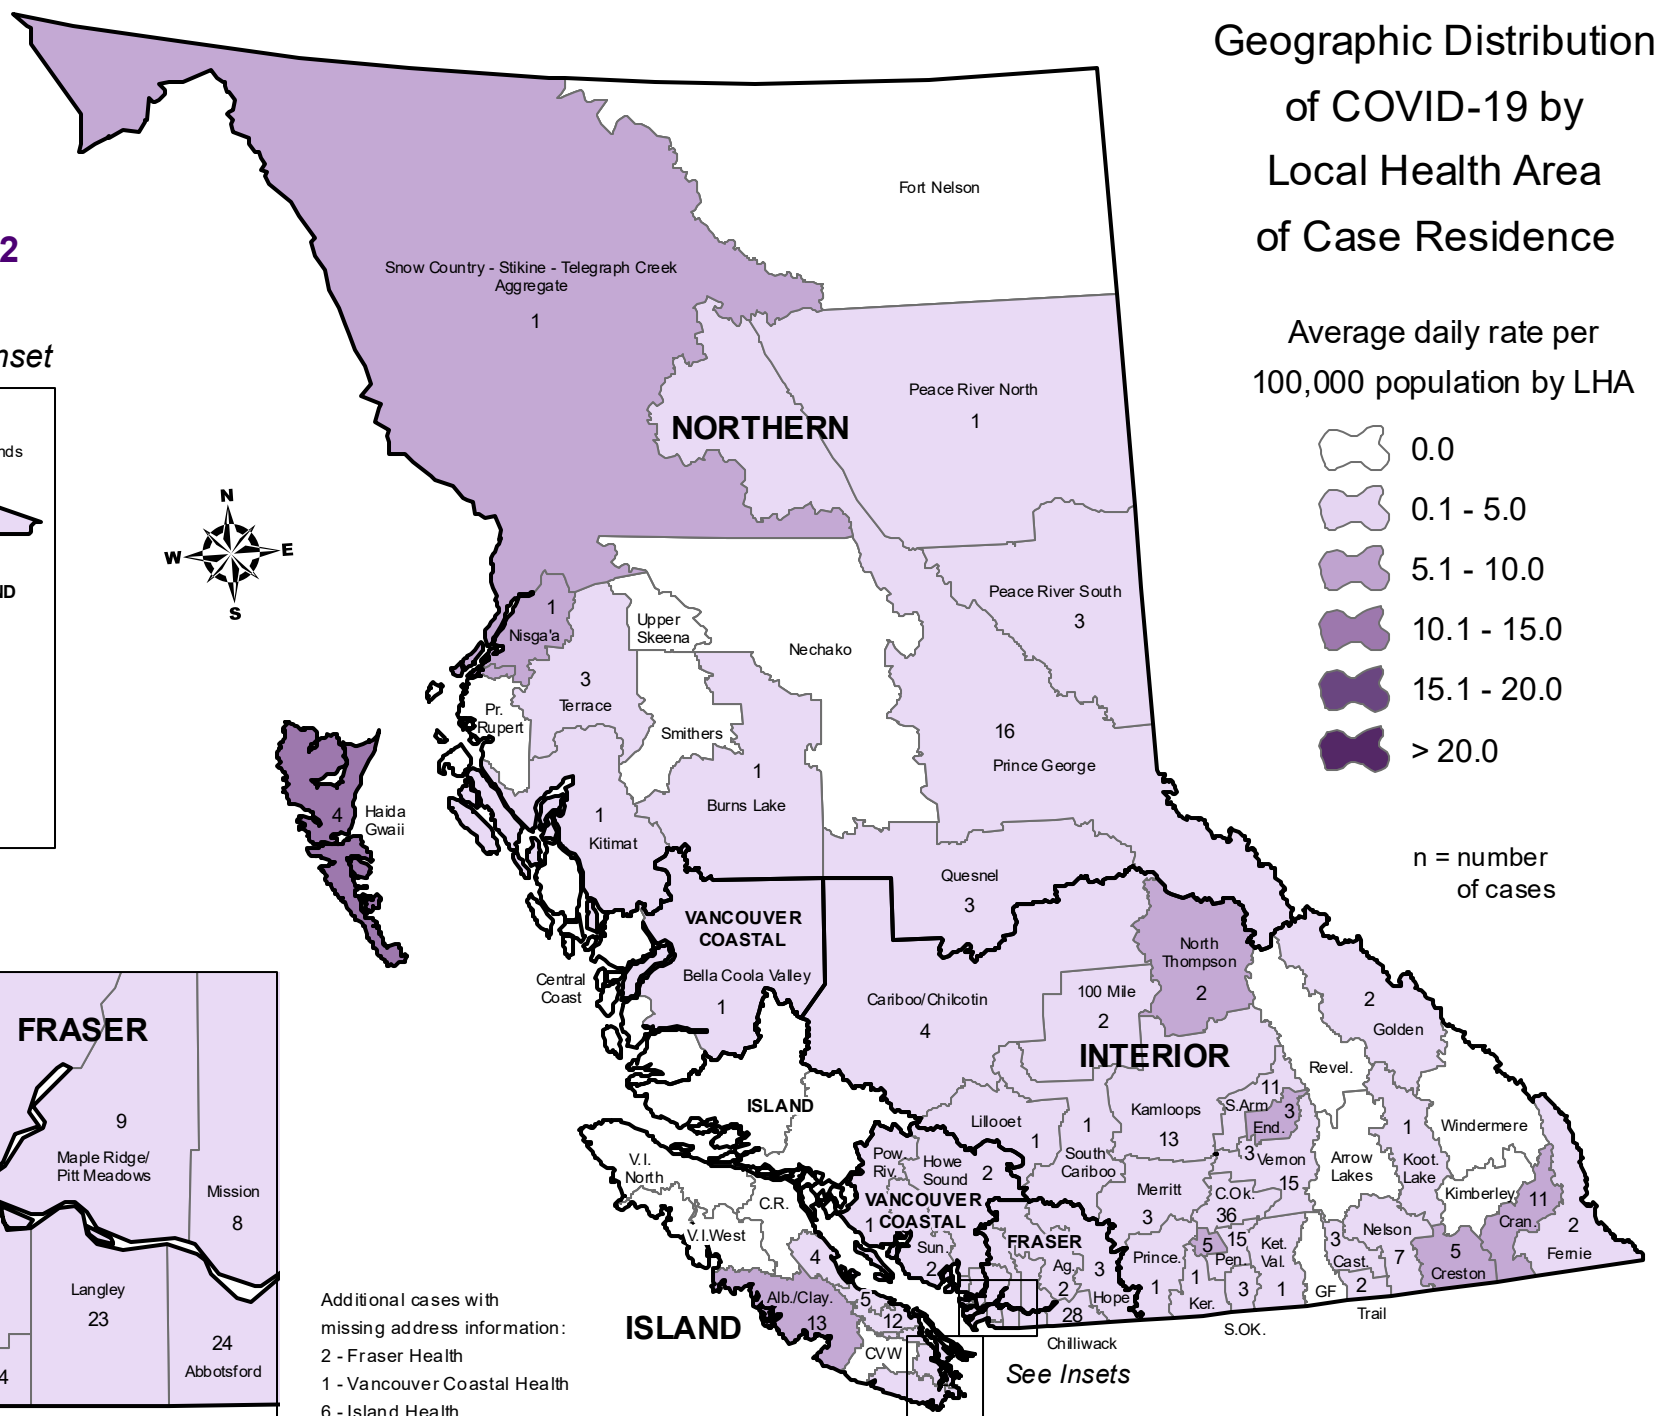 Geographic Distribution
of COVID-19 by
Local Health Area
of Case Residence
Average daily rate per
100,000 population by LHA
0.0
0.1 - 5.0
5.1 - 10.0
10.1 - 15.0
15.1 - 20.0
> 20.0
n = number
of cases
2
nset
nds
ND
N
W
E
S
Fort Nelson
Snow Country - Stikine - Telegraph Creek
Aggregate
1
Peace River North
1
NORTHERN
Peace River South
3
1
Nisga'a
Upper
Skeena
Nechako
3
Terrace
Pr.
Rupert
Smithers
16
Prince George
1
Burns Lake
4
Haida
Gwaii
1
Kitimat
Quesnel
3
VANCOUVER
COASTAL
Bella Coola Valley
1
Central
Coast
North
Thompson
2
Cariboo/Chilcotin
4
100 Mile
2
INTERIOR
2
Golden
Revel.
ISLAND
Lillooet
1
1
South
Cariboo
Kamloops
13
11
S.Arm
3
End.
3
Vernon
15
Arrow
Lakes
1
Koot.
Lake
Windermere
Kimberley
11
Cran.
2
Fernie
V.I.
North
C.R.
V.I.West
4
Pow.
Riv.
1
Howe
Sound
2
VANCOUVER
COASTAL
Sun.
2
FRASER
Ag.
2
3
Hope
28
Chilliwack
Merritt
3
C.Ok.
36
Prince.
1
5
15
Pen.
1
Ker.
3
S.OK.
Ket.
Val.
1
GF
3
Cast.
2
Trail
Nelson
7
5
Creston
Alb./Clay.
13
5
12
CVW
ISLAND
See Insets
FRASER
9
Maple Ridge/
Pitt Meadows
Mission
8
Langley
23
24
Abbotsford
4
Additional cases with
missing address information:
2 - Fraser Health
1 - Vancouver Coastal Health
6 - Island Health